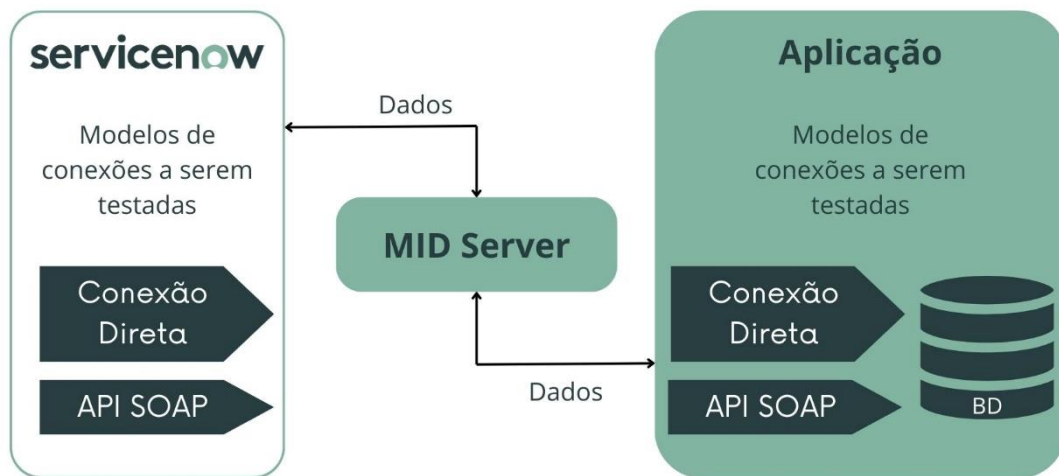 servicenow
Modelos de
conexões a serem
testadas
Conexão
Direta
API SOAP
Dados
MID Server
Dados
Aplicação
Modelos de
conexões a serem
testadas
Conexão
Direta
API SOAP
BD